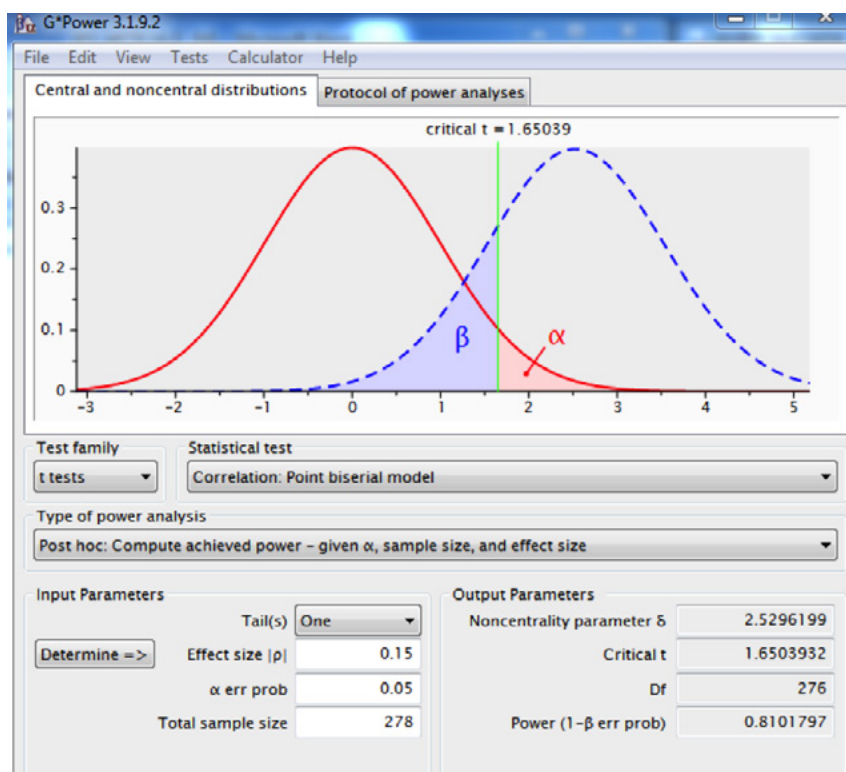 βα G*Power 3.1.9.2
File Edit View Tests Calculator Help
Central and noncentral distributions Protocol of power analyses
critical t = 1.65039
0.3
0.2
β α
0.1
0
-3 -2 -1 0 1 2 3 4 5
Test family Statistical test
t tests Correlation: Point biserial model
Type of power analysis
Post hoc: Compute achieved power – given α, sample size, and effect size
Input Parameters Output Parameters
Tail(s) One Noncentrality parameter δ 2.5296199
Determine => Effect size |ρ| 0.15 Critical t 1.6503932
α err prob 0.05 Df 276
Total sample size 278 Power (1-β err prob) 0.8101797